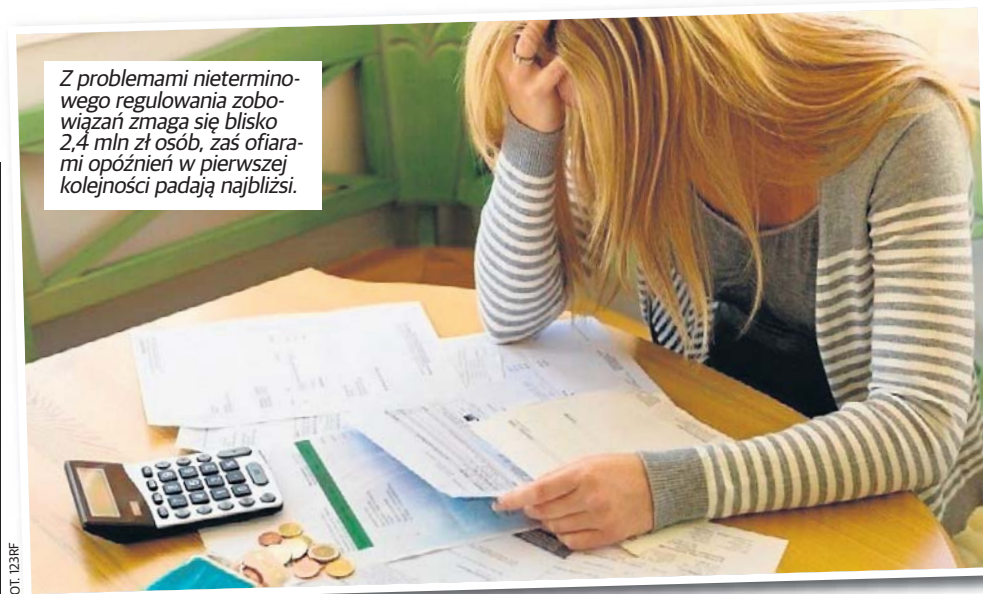 Z problemami nietermino-
wego regulowania zobo-
wiązań zmaga się blisko
2,4 mln zł osób, zaś ofiara-
mi opóźnień w pierwszej
kolejności padają najbliżsi.
OT. 123RF